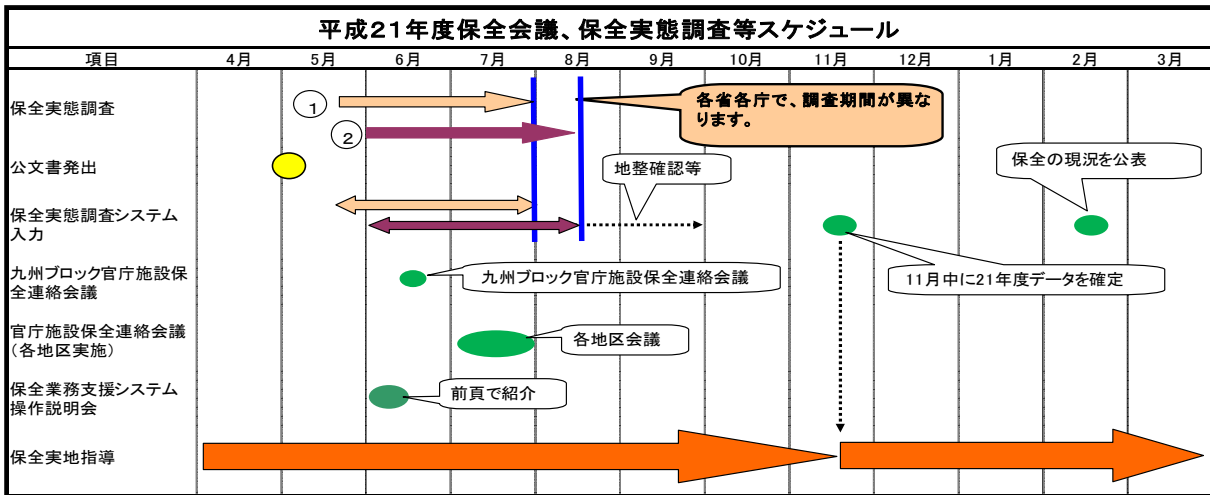 平成21年度保全会議、保全実態調査等スケジュール
項目 4月 5月 6月 7月 8月 9月 10月 11月 12月 1月 2月 3月
保全実態調査
1
2
各省各庁で、調査期間が異な
ります。
公文書発出
地整確認等
保全の現況を公表
保全実態調査システム
入力
九州ブロック官庁施設保
全連絡会議
九州ブロック官庁施設保全連絡会議
11月中に21年度データを確定
官庁施設保全連絡会議
(各地区実施)
各地区会議
保全業務支援システム
操作説明会
前頁で紹介
保全実地指導